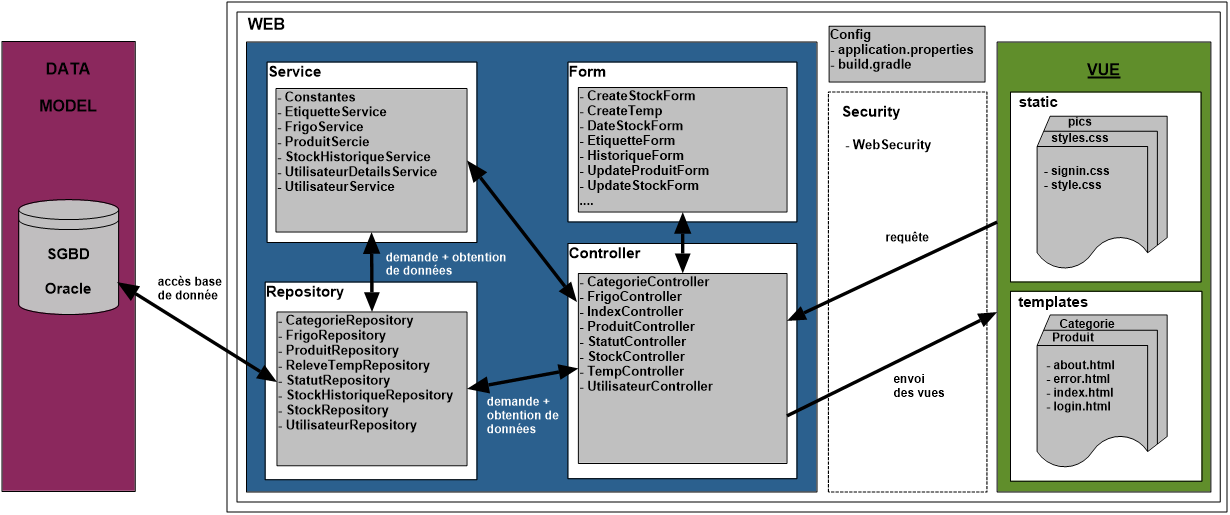 WEB
DATA
MODEL
SGBD
Oracle
accès base
de donnée
Service
- Constantes
- EtiquetteService
- FrigoService
- ProduitSercie
- StockHistoriqueService
- UtilisateurDetailsService
- UtilisateurService
demande + obtention
de données
Repository
- CategorieRepository
- FrigoRepository
- ProduitRepository
- ReleveTempRepository
- StatutRepository
- StockHistoriqueRepository
- StockRepository
- UtilisateurRepository
demande +
obtention de
données
Form
- CreateStockForm
- CreateTemp
- DateStockForm
- EtiquetteForm
- HistoriqueForm
- UpdateProduitForm
- UpdateStockForm
....
Controller
- CategorieController
- FrigoController
- IndexController
- ProduitController
- StatutController
- StockController
- TempController
- UtilisateurController
Config
- application.properties
- build.gradle
Security
- WebSecurity
requête
envoi
des vues
VUE
static
pics
styles.css
- signin.css
- style.css
templates
Categorie
Produit
- about.html
- error.html
- index.html
- login.html